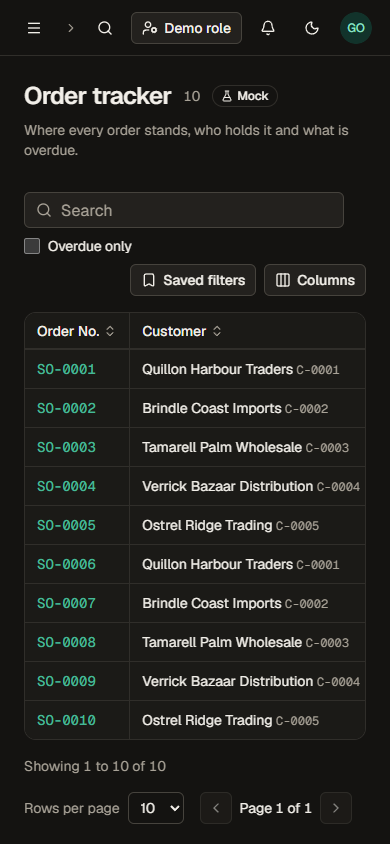 Demo role GO
Order tracker 10 Mock
Where every order stands, who holds it and what is
overdue.
Search
Overdue only
Saved filters Columns
Order No. Customer
SO-0001 Quillon Harbour Traders C-0001
SO-0002 Brindle Coast Imports C-0002
SO-0003 Tamarell Palm Wholesale C-0003
SO-0004 Verrick Bazaar Distribution C-0004
SO-0005 Ostrel Ridge Trading C-0005
SO-0006 Quillon Harbour Traders C-0001
SO-0007 Brindle Coast Imports C-0002
SO-0008 Tamarell Palm Wholesale C-0003
SO-0009 Verrick Bazaar Distribution C-0004
SO-0010 Ostrel Ridge Trading C-0005
Showing 1 to 10 of 10
Rows per page 10 Page 1 of 1